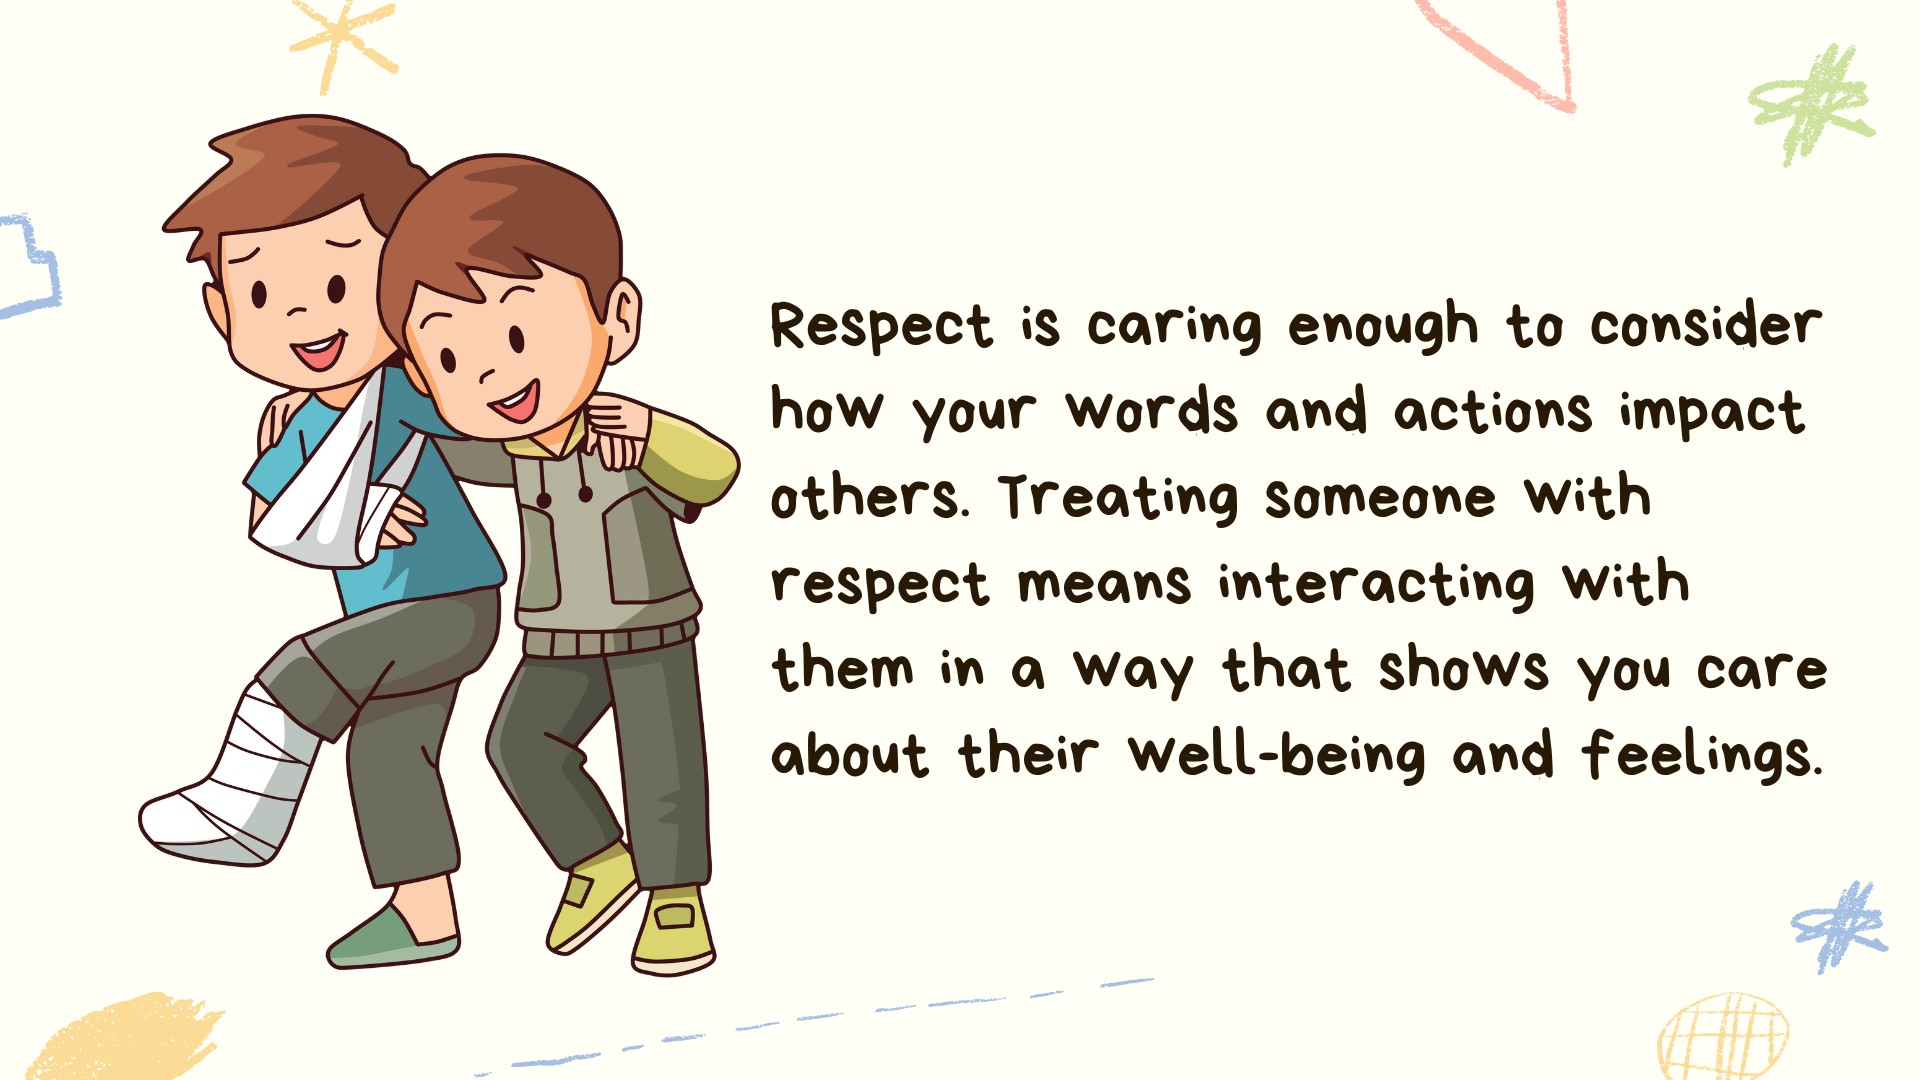 Respect is caring enough to consider
how your words and actions impact
others. Treating someone with
respect means interacting with
them in a way that shows you care
about their well-being and feelings.